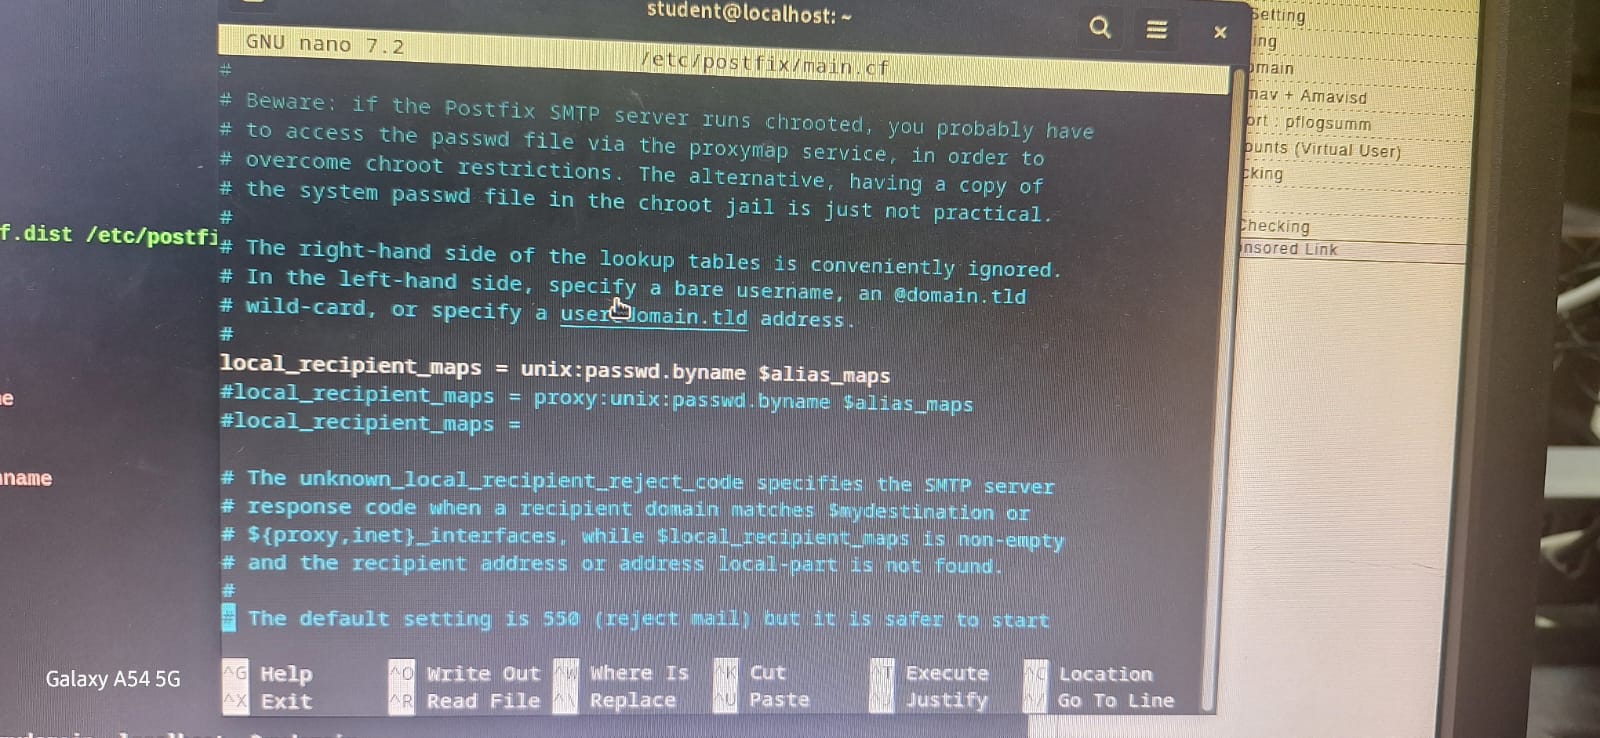 student@localhost: ~
GNU nano 7.2
/etc/postfix/main.cf
#
# Beware: if the Postfix SMTP server runs chrooted, you probably have
# to access the passwd file via the proxymap service, in order to
# overcome chroot restrictions. The alternative, having a copy of
# the system passwd file in the chroot jail is just not practical.
#
# The right-hand side of the lookup tables is conveniently ignored.
# In the left-hand side, specify a bare username, an @domain.tld
# wild-card, or specify a user@domain.tld address.
#
local_recipient_maps = unix:passwd.byname $alias_maps
#local_recipient_maps = proxy:unix:passwd.byname $alias_maps
#local_recipient_maps =
# The unknown_local_recipient_reject_code specifies the SMTP server
# response code when a recipient domain matches $mydestination or
# ${proxy,inet}_interfaces, while $local_recipient_maps is non-empty
# and the recipient address or address local-part is not found.
#
# The default setting is 550 (reject mail) but it is safer to start
^G Help ^O Write Out ^W Where Is ^K Cut ^T Execute ^C Location
^X Exit ^R Read File ^\ Replace ^U Paste ^J Justify ^/ Go To Line
f.dist /etc/postfi
e
name
Galaxy A54 5G
Setting
ing
omain
mav + Amavisd
ort : pflogsumm
ounts (Virtual User)
cking
Checking
onsored Link